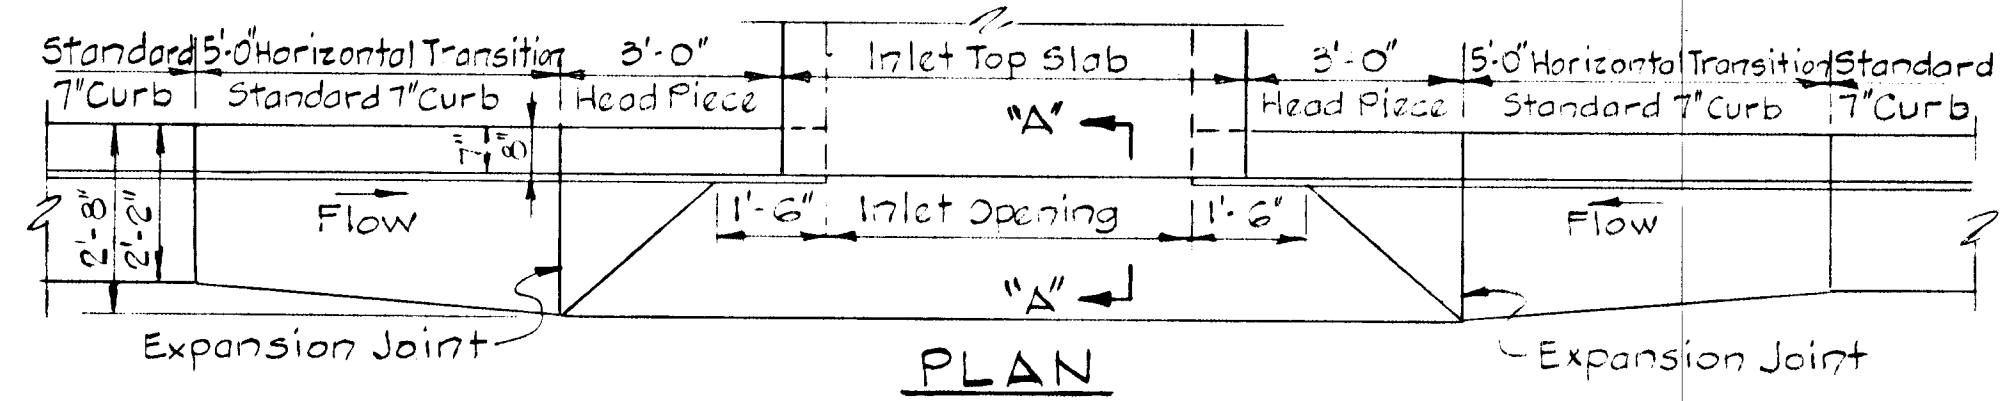 Standard 5'-0" Horizontal Transition 3'-0" Inlet Top Slab 3'-0" 5'-0" Horizontal Transition Standard
7" Curb Standard 7" Curb Head Piece Head Piece Standard 7" Curb 7" Curb
"A"
7" 8"
2'-8" 2'-2"
Flow 1'-6" Inlet Opening 1'-6" Flow
"A"
Expansion Joint Expansion Joint
PLAN